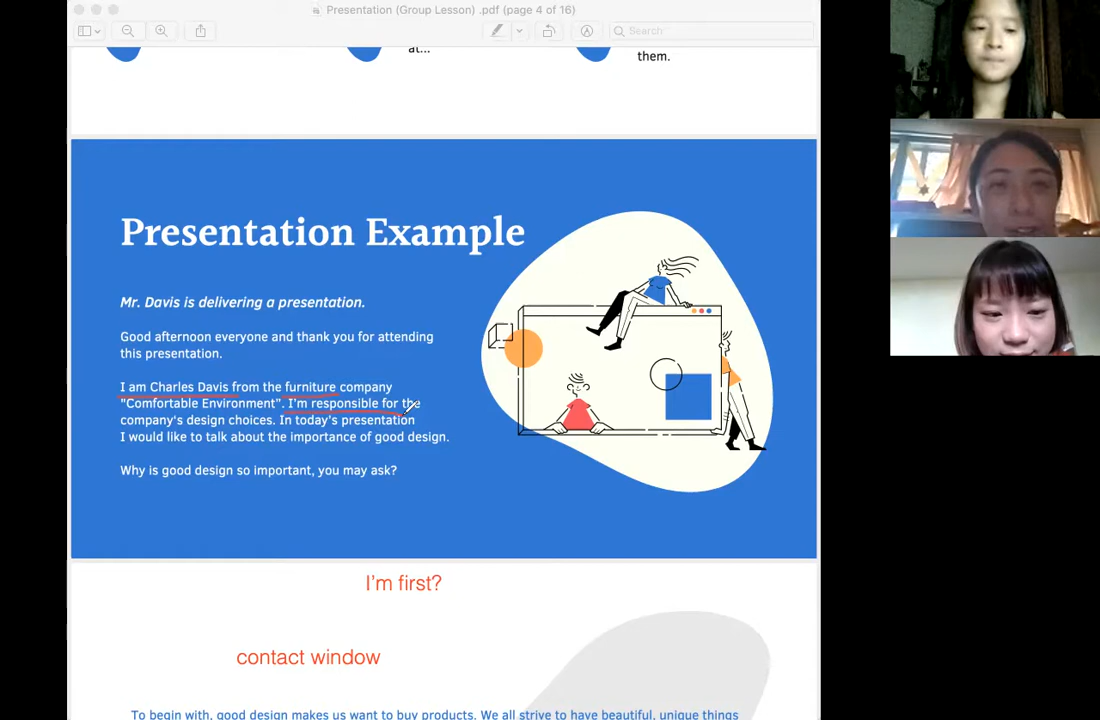 Presentation (Group Lesson) .pdf (page 4 of 16)
Search
at...
them.
Presentation Example
Mr. Davis is delivering a presentation.
Good afternoon everyone and thank you for attending
this presentation.
I am Charles Davis from the furniture company
"Comfortable Environment". I'm responsible for the
company's design choices. In today's presentation
I would like to talk about the importance of good design.
Why is good design so important, you may ask?
I'm first?
contact window
To begin with, good design makes us want to buy products. We all strive to have beautiful, unique things